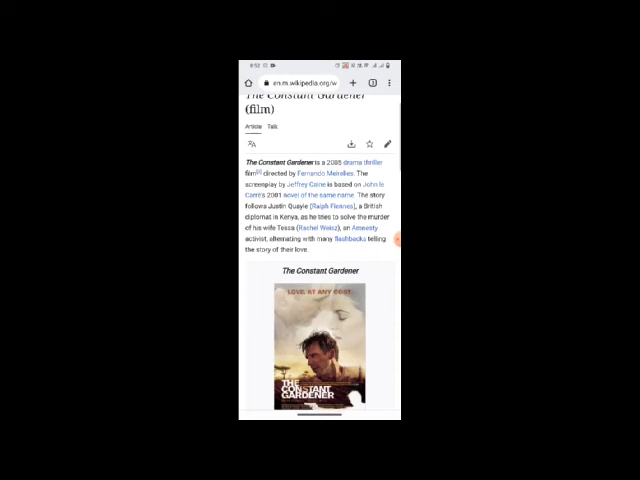 8:52
en.m.wikipedia.org/w
The Constant Gardener
(film)
Article Talk
The Constant Gardener is a 2005 drama thriller
film[2] directed by Fernando Meirelles. The
screenplay by Jeffrey Caine is based on John le
Carré's 2001 novel of the same name. The story
follows Justin Quayle (Ralph Fiennes), a British
diplomat in Kenya, as he tries to solve the murder
of his wife Tessa (Rachel Weisz), an Amnesty
activist, alternating with many flashbacks telling
the story of their love.
The Constant Gardener
LOVE. AT ANY COST.
THE
CONSTANT
GARDENER